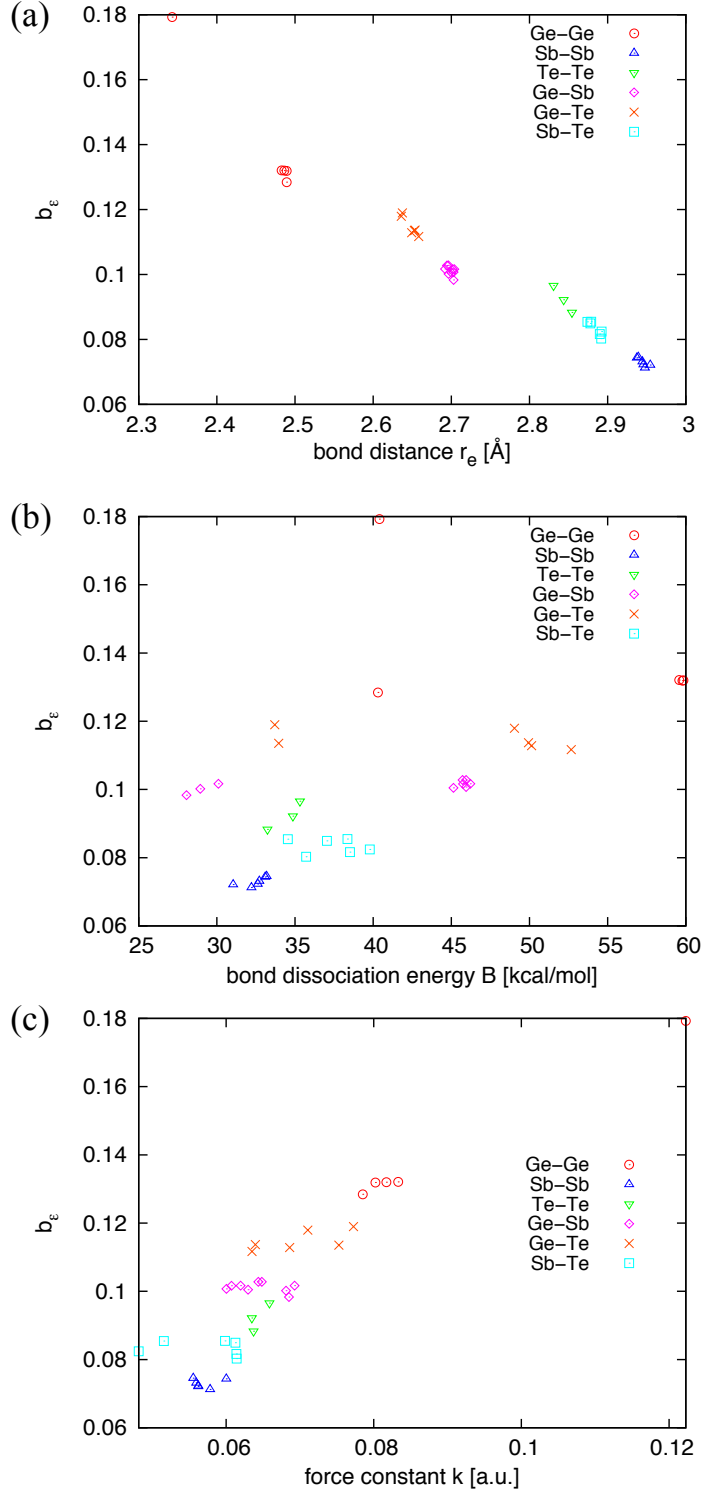 (a)
0.18
0.16
0.14
0.12
0.1
0.08
0.06
bε
2.3 2.4 2.5 2.6 2.7 2.8 2.9 3
bond distance re [Å]
Ge−Ge
Sb−Sb
Te−Te
Ge−Sb
Ge−Te
Sb−Te
(b)
0.18
0.16
0.14
0.12
0.1
0.08
0.06
bε
25 30 35 40 45 50 55 60
bond dissociation energy B [kcal/mol]
Ge−Ge
Sb−Sb
Te−Te
Ge−Sb
Ge−Te
Sb−Te
(c)
0.18
0.16
0.14
0.12
0.1
0.08
0.06
bε
0.06 0.08 0.1 0.12
force constant k [a.u.]
Ge−Ge
Sb−Sb
Te−Te
Ge−Sb
Ge−Te
Sb−Te